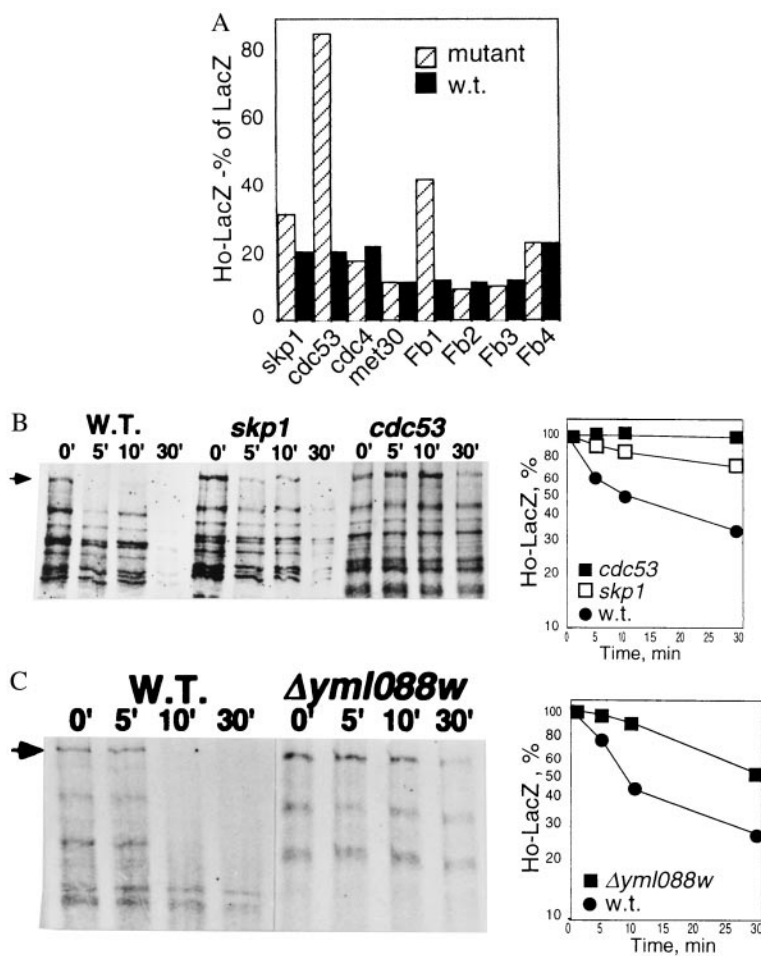 A
Ho-LacZ -% of LacZ
80
60
40
20
0
mutant
w.t.
skp1
cdc53
cdc4
met30
Fb1
Fb2
Fb3
Fb4
B
W.T.
skp1
cdc53
0' 5' 10' 30' 0' 5' 10' 30' 0' 5' 10' 30'
Ho-LacZ, %
100
80
60
50
40
30
20
10
cdc53
skp1
w.t.
0 5 10 15 20 25 30
Time, min
C
W.T.
Δyml088w
0' 5' 10' 30' 0' 5' 10' 30'
Ho-LacZ , %
100
80
60
50
40
30
20
10
Δyml088w
w.t.
0 5 10 15 20 25 30
Time, min